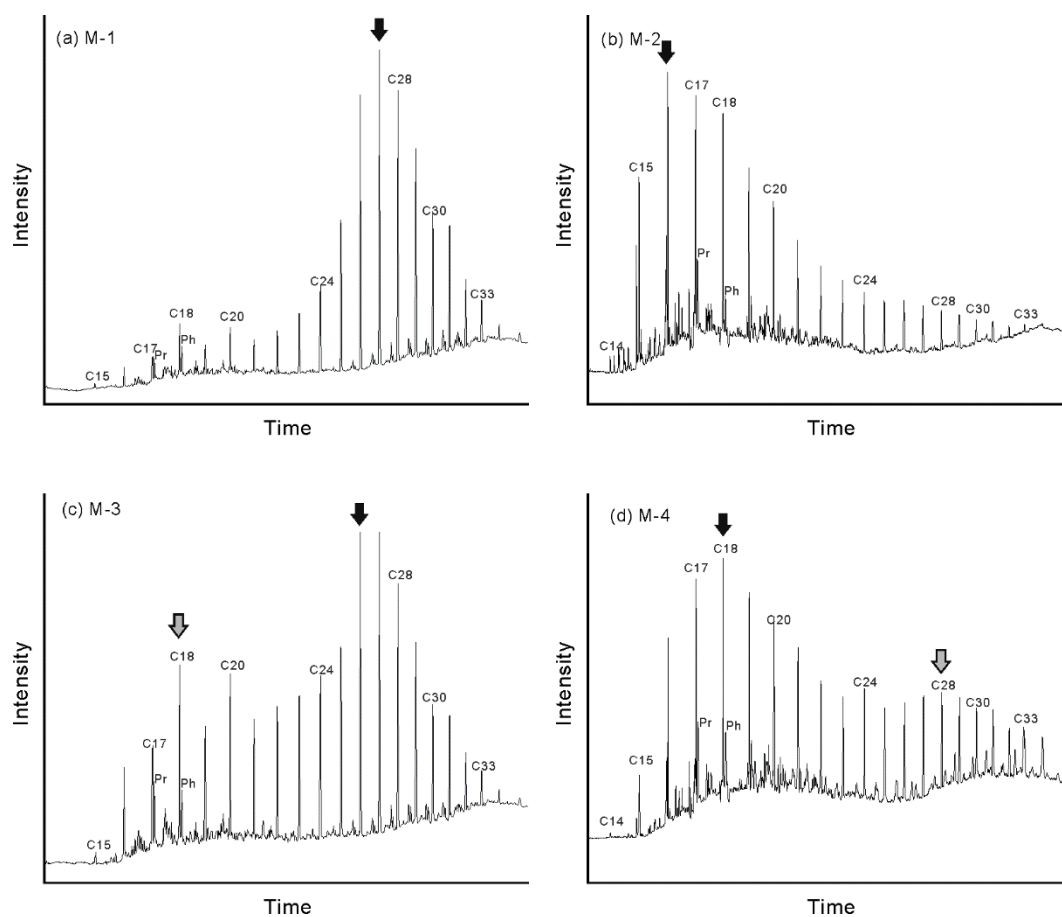 (a) M-1
C28
C30
C24
C33
C18
C20
C17
Ph
Pr
C15
Intensity
Time
(b) M-2
C17
C18
C15
C20
Pr
Ph
C24
C28
C30
C33
C14
Intensity
Time
(c) M-3
C28
C18
C20
C24
C30
C17
Pr
Ph
C33
C15
Intensity
Time
(d) M-4
C18
C17
C20
C24
C28
C30
C33
Pr
Ph
C15
C14
Intensity
Time